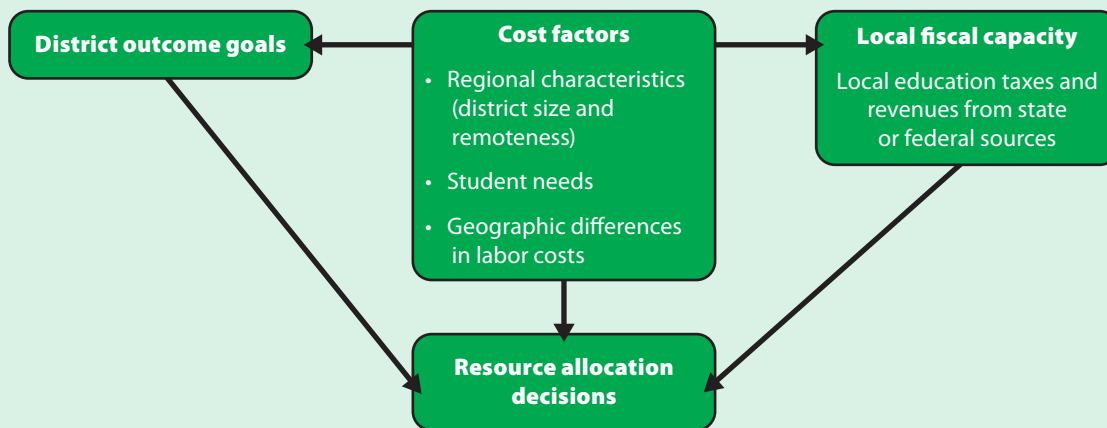 District outcome goals
Cost factors
• Regional characteristics
(district size and
remoteness)
• Student needs
• Geographic differences
in labor costs
Local fiscal capacity
Local education taxes and
revenues from state
or federal sources
Resource allocation
decisions